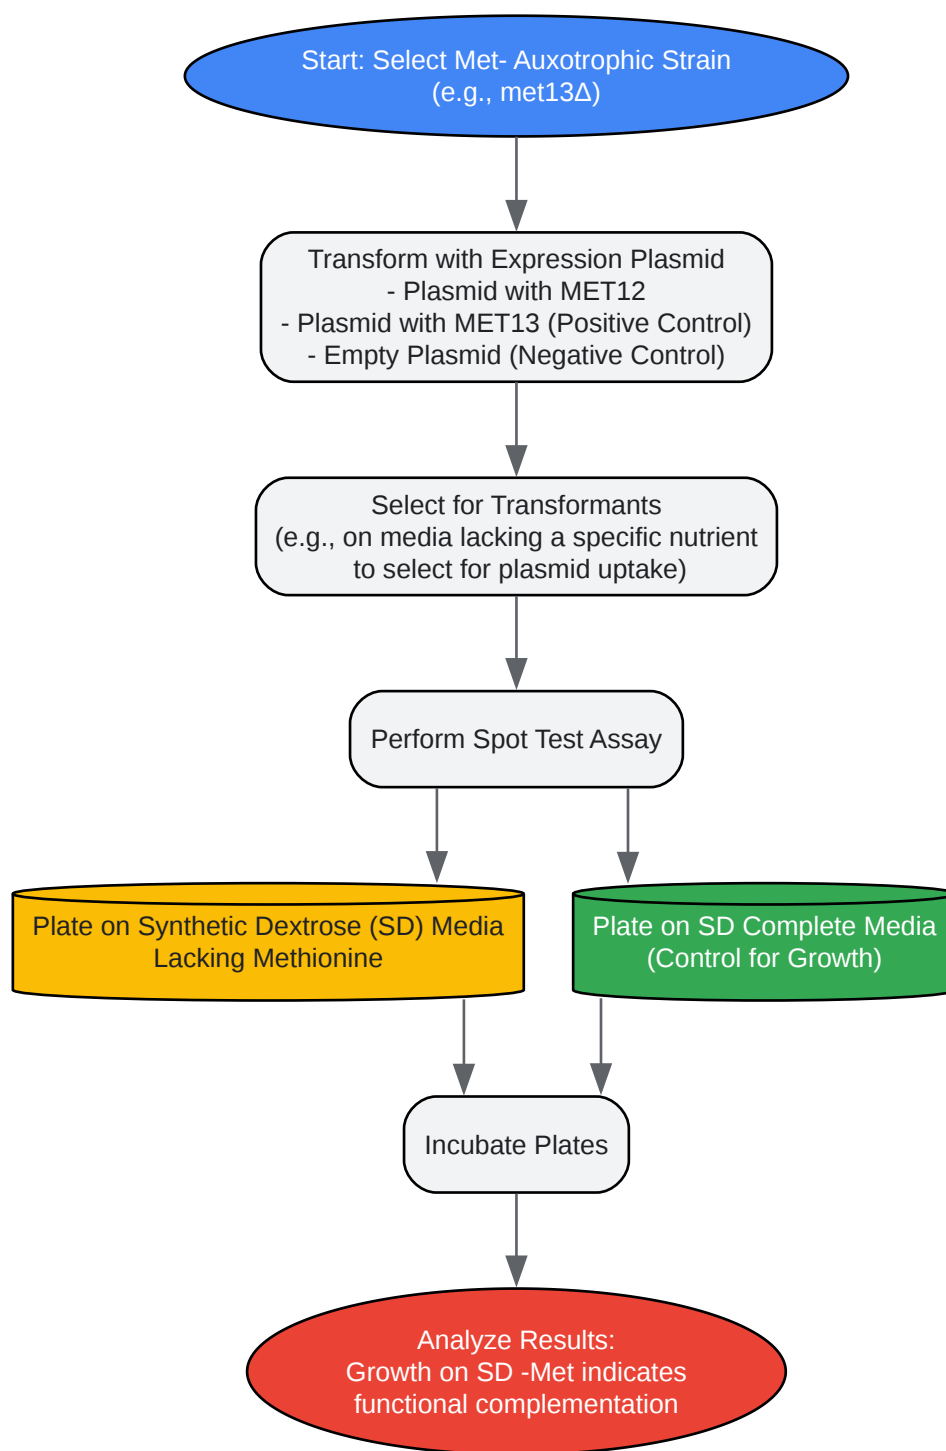 Start: Select Met- Auxotrophic Strain
(e.g., met13Δ)
Transform with Expression Plasmid
- Plasmid with MET12
- Plasmid with MET13 (Positive Control)
- Empty Plasmid (Negative Control)
Select for Transformants
(e.g., on media lacking a specific nutrient
to select for plasmid uptake)
Perform Spot Test Assay
Plate on Synthetic Dextrose (SD) Media
Lacking Methionine
Plate on SD Complete Media
(Control for Growth)
Incubate Plates
Analyze Results:
Growth on SD -Met indicates
functional complementation